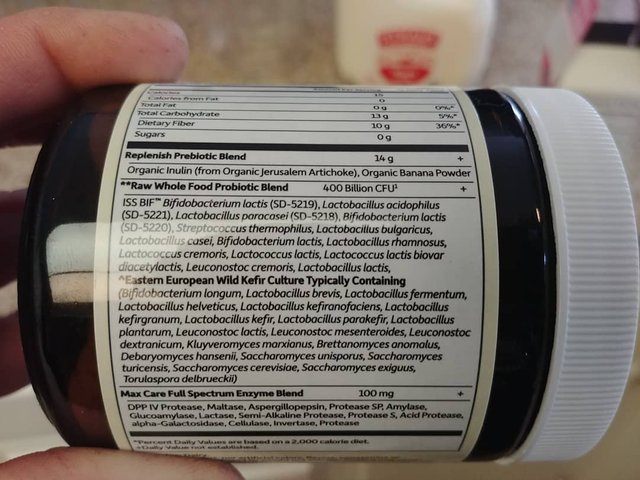 Calories 15
Calories from Fat 0
Total Fat 0 g 0%*
Total Carbohydrate 13 g 5%*
Dietary Fiber 10 g 36%*
Sugars 0 g
Replenish Prebiotic Blend 14 g +
Organic Inulin (from Organic Jerusalem Artichoke), Organic Banana Powder
**Raw Whole Food Probiotic Blend 400 Billion CFU¹ +
ISS BIF™ Bifidobacterium lactis (SD-5219), Lactobacillus acidophilus
(SD-5221), Lactobacillus paracasei (SD-5218), Bifidobacterium lactis
(SD-5220), Streptococcus thermophilus, Lactobacillus bulgaricus,
Lactobacillus casei, Bifidobacterium lactis, Lactobacillus rhamnosus,
Lactococcus cremoris, Lactococcus lactis, Lactococcus lactis biovar
diacetylactis, Leuconostoc cremoris, Lactobacillus lactis,
^Eastern European Wild Kefir Culture Typically Containing
(Bifidobacterium longum, Lactobacillus brevis, Lactobacillus fermentum,
Lactobacillus helveticus, Lactobacillus kefiranofaciens, Lactobacillus
kefirgranum, Lactobacillus kefir, Lactobacillus parakefir, Lactobacillus
plantarum, Leuconostoc lactis, Leuconostoc mesenteroides, Leuconostoc
dextranicum, Kluyveromyces marxianus, Brettanomyces anomalus,
Debaryomyces hansenii, Saccharomyces unisporus, Saccharomyces
turicensis, Saccharomyces cerevisiae, Saccharomyces exiguus,
Torulaspora delbrueckii)
Max Care Full Spectrum Enzyme Blend 100 mg +
DPP IV Protease, Maltase, Aspergillopepsin, Protease SP, Amylase,
Glucoamylase, Lactase, Semi-Alkaline Protease, Protease S, Acid Protease,
alpha-Galactosidase, Cellulase, Invertase, Protease
*Percent Daily Values are based on a 2,000 calorie diet.
+Daily Value not established.